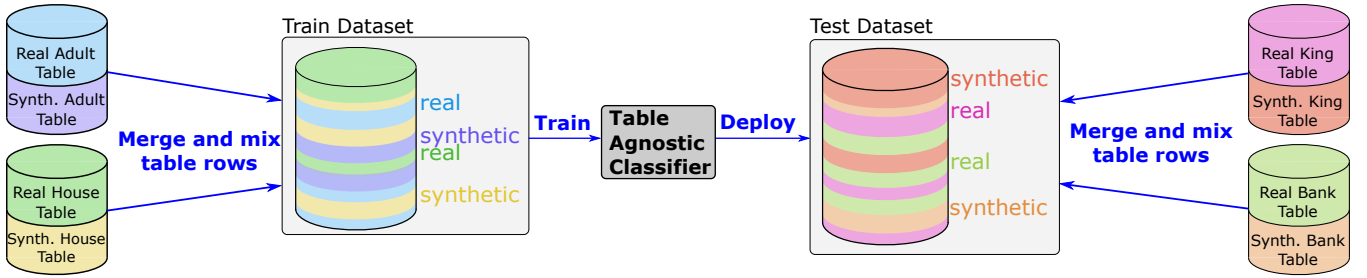 Real Adult
Table
Synth. Adult
Table
Real House
Table
Synth. House
Table
Merge and mix
table rows
Train Dataset
real
synthetic
real
synthetic
Train
Table
Agnostic
Classifier
Deploy
Test Dataset
synthetic
real
real
synthetic
Merge and mix
table rows
Real King
Table
Synth. King
Table
Real Bank
Table
Synth. Bank
Table